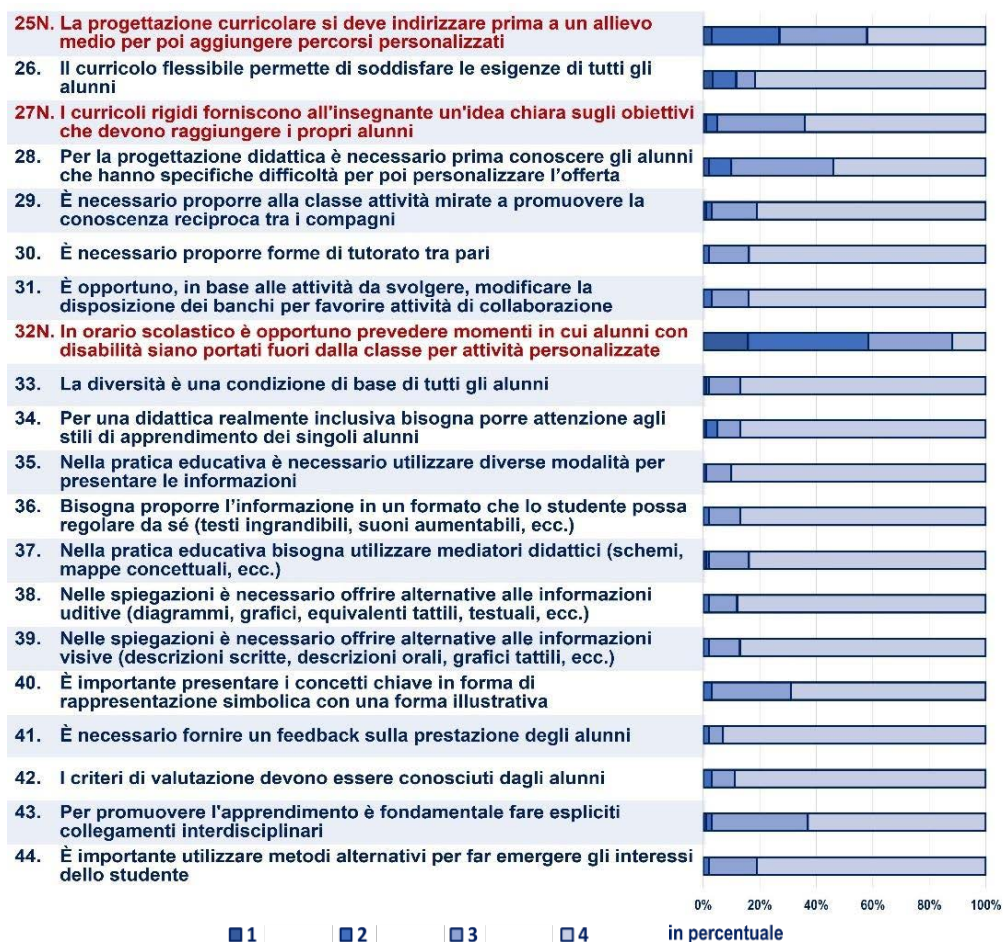 25N. La progettazione curricolare si deve indirizzare prima a un allievo
medio per poi aggiungere percorsi personalizzati
26. Il curricolo flessibile permette di soddisfare le esigenze di tutti gli
alunni
27N. I curricoli rigidi forniscono all'insegnante un'idea chiara sugli obiettivi
che devono raggiungere i propri alunni
28. Per la progettazione didattica è necessario prima conoscere gli alunni
che hanno specifiche difficoltà per poi personalizzare l’offerta
29. È necessario proporre alla classe attività mirate a promuovere la
conoscenza reciproca tra i compagni
30. È necessario proporre forme di tutorato tra pari
31. È opportuno, in base alle attività da svolgere, modificare la
disposizione dei banchi per favorire attività di collaborazione
32N. In orario scolastico è opportuno prevedere momenti in cui alunni con
disabilità siano portati fuori dalla classe per attività personalizzate
33. La diversità è una condizione di base di tutti gli alunni
34. Per una didattica realmente inclusiva bisogna porre attenzione agli
stili di apprendimento dei singoli alunni
35. Nella pratica educativa è necessario utilizzare diverse modalità per
presentare le informazioni
36. Bisogna proporre l’informazione in un formato che lo studente possa
regolare da sé (testi ingrandibili, suoni aumentabili, ecc.)
37. Nella pratica educativa bisogna utilizzare mediatori didattici (schemi,
mappe concettuali, ecc.)
38. Nelle spiegazioni è necessario offrire alternative alle informazioni
uditive (diagrammi, grafici, equivalenti tattili, testuali, ecc.)
39. Nelle spiegazioni è necessario offrire alternative alle informazioni
visive (descrizioni scritte, descrizioni orali, grafici tattili, ecc.)
40. È importante presentare i concetti chiave in forma di
rappresentazione simbolica con una forma illustrativa
41. È necessario fornire un feedback sulla prestazione degli alunni
42. I criteri di valutazione devono essere conosciuti dagli alunni
43. Per promuovere l'apprendimento è fondamentale fare espliciti
collegamenti interdisciplinari
44. È importante utilizzare metodi alternativi per far emergere gli interessi
dello studente
0% 20% 40% 60% 80% 100%
1 2 3 4 in percentuale